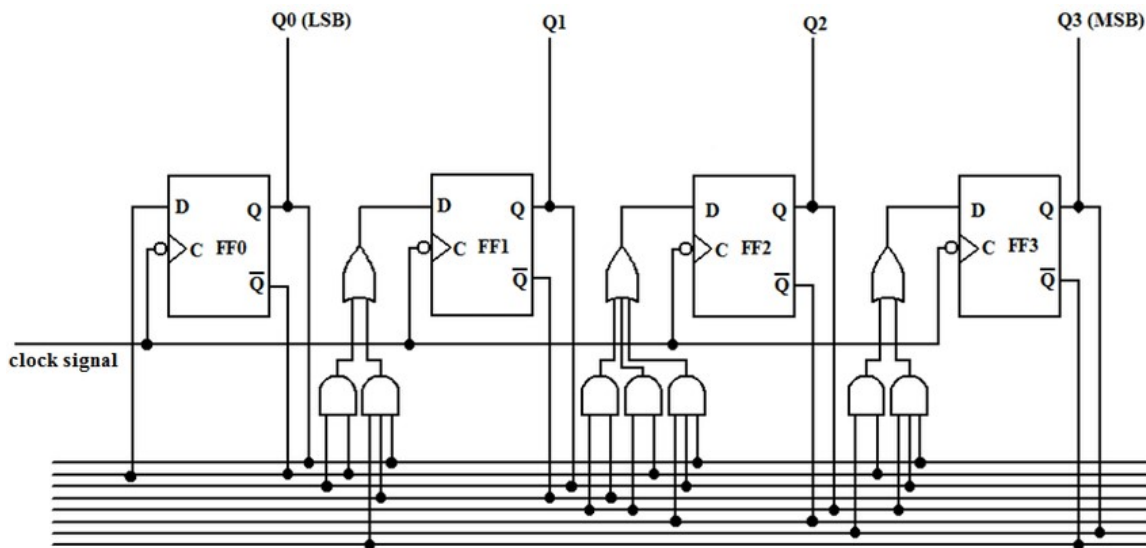 Q0 (LSB)
Q1
Q2
Q3 (MSB)
D
Q
C
FF0
Q̅
D
Q
C
FF1
Q̅
D
Q
C
FF2
Q̅
D
Q
C
FF3
Q̅
clock signal